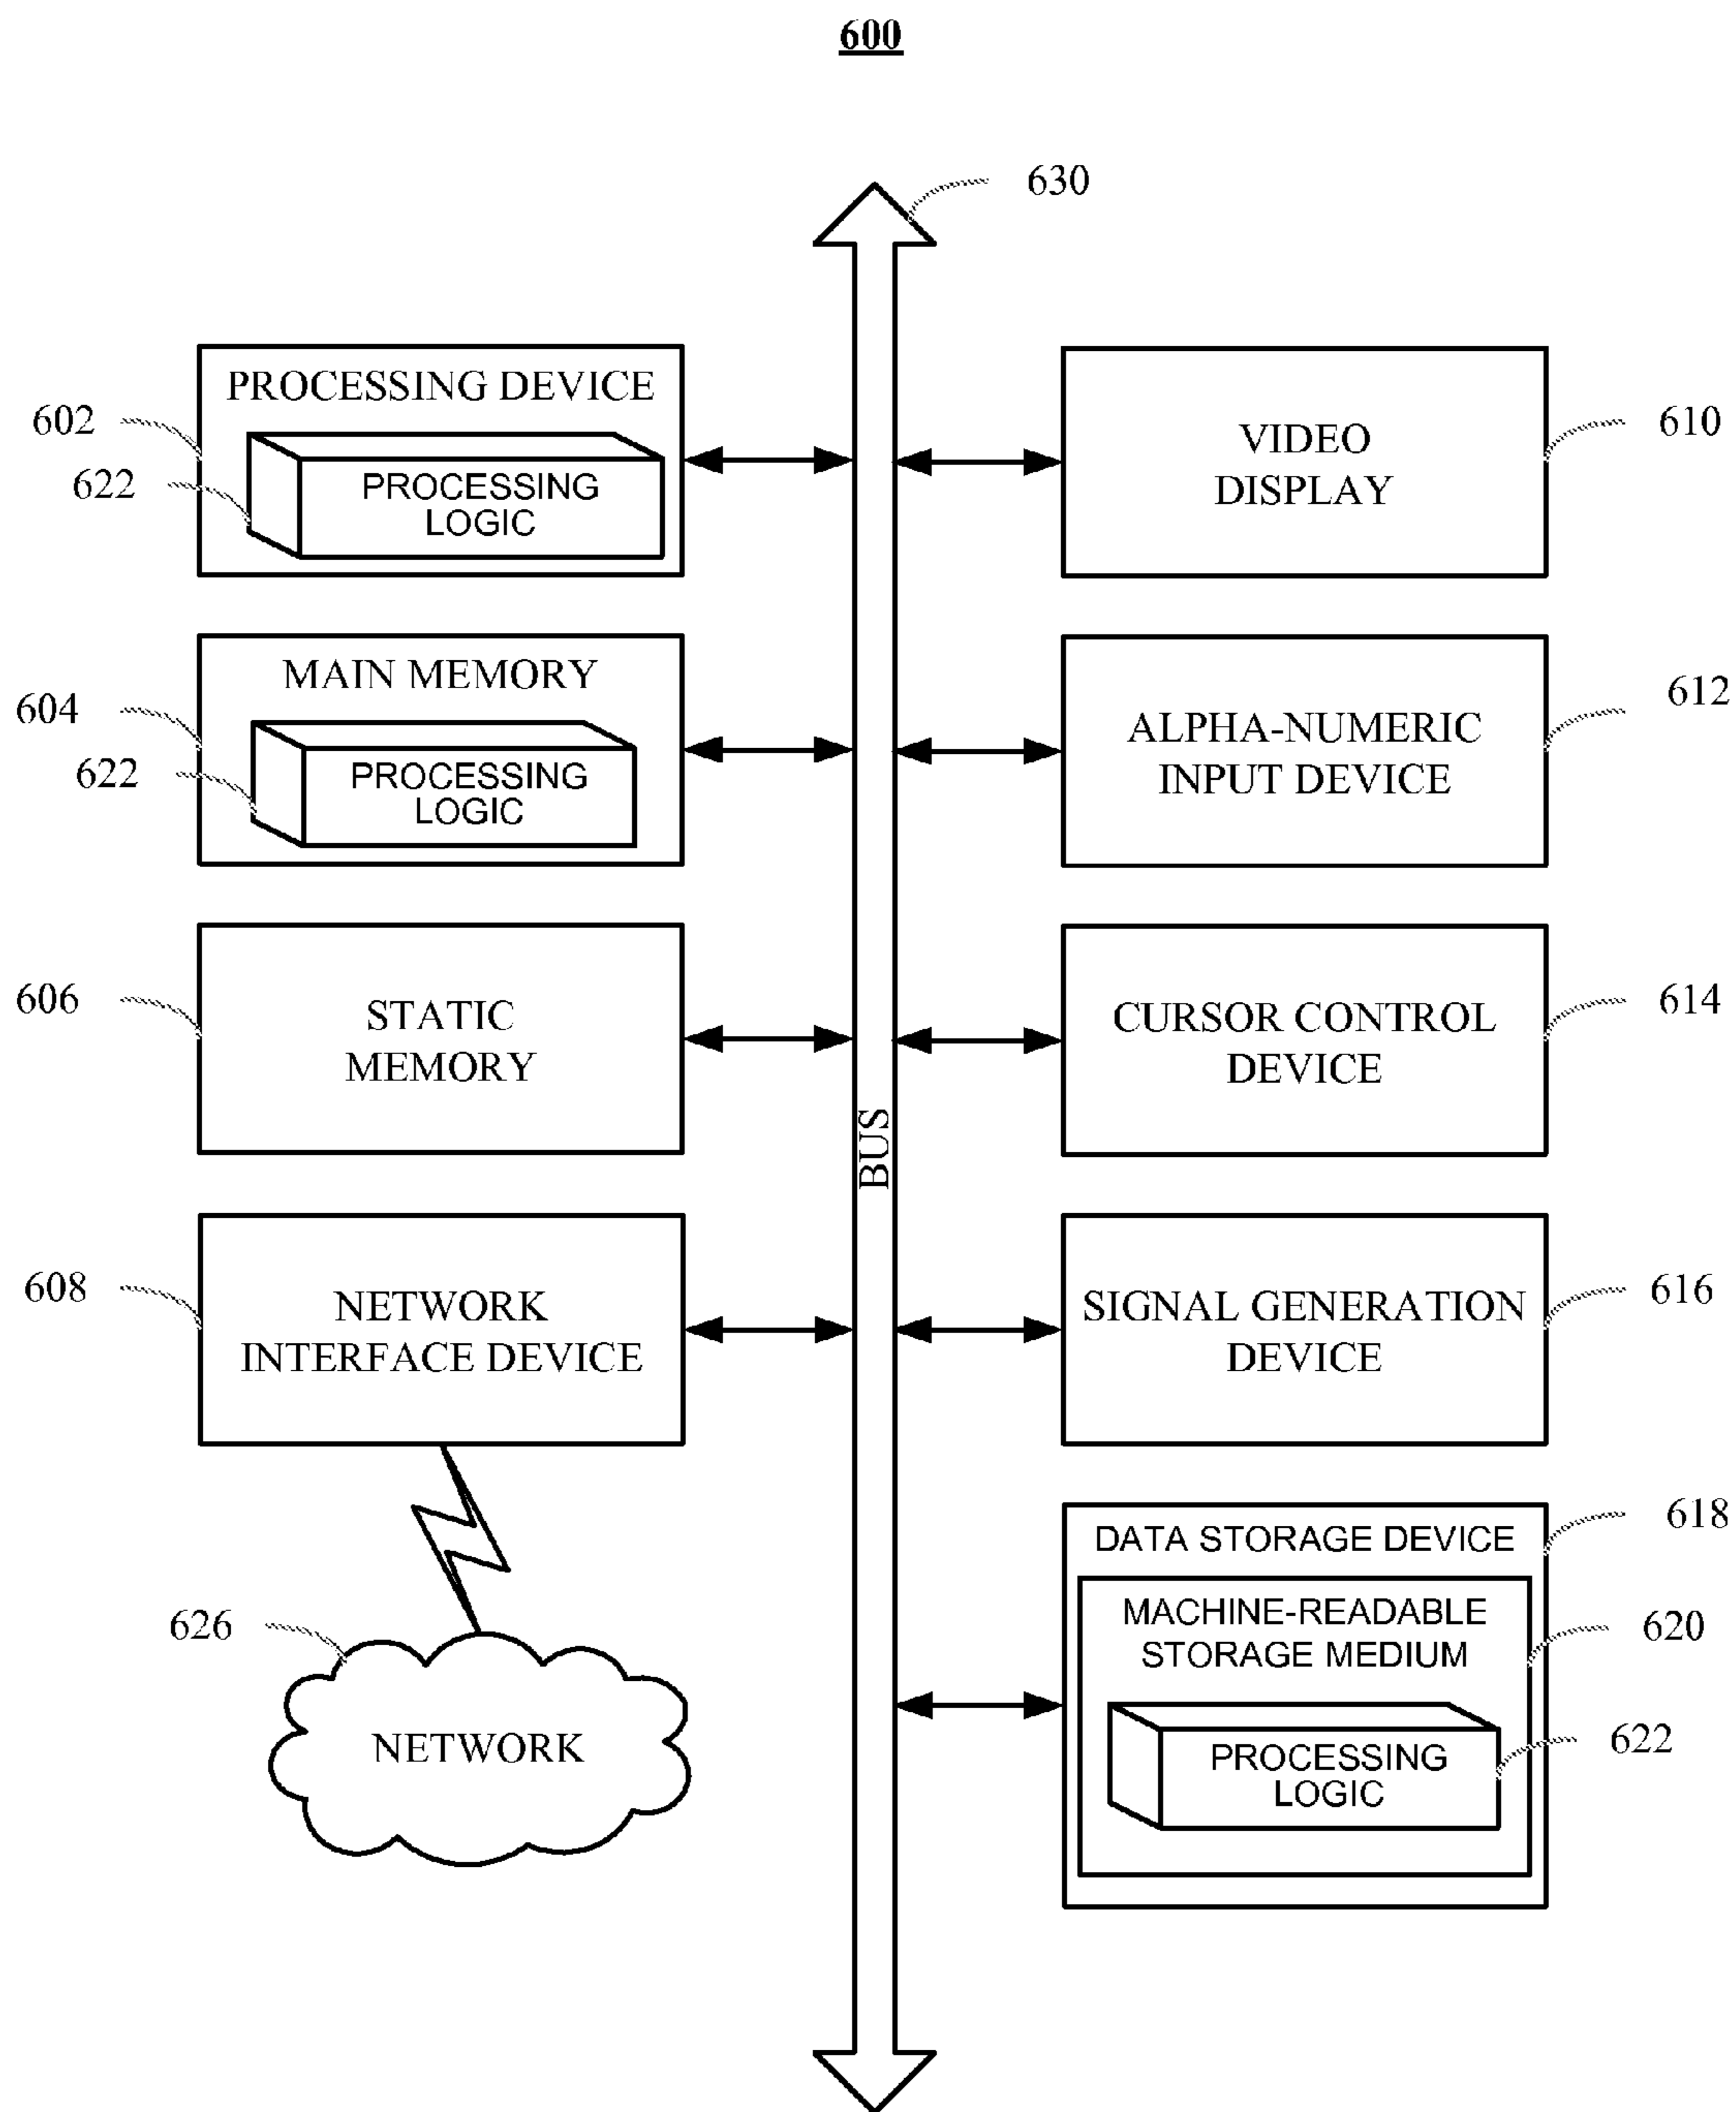 600
630
PROCESSING DEVICE
602
622
PROCESSING
LOGIC
VIDEO
DISPLAY
610
MAIN MEMORY
604
622
PROCESSING
LOGIC
ALPHA-NUMERIC
INPUT DEVICE
612
606
STATIC
MEMORY
CURSOR CONTROL
DEVICE
614
BUS
608
NETWORK
INTERFACE DEVICE
SIGNAL GENERATION
DEVICE
616
618
DATA STORAGE DEVICE
MACHINE-READABLE
STORAGE MEDIUM
620
PROCESSING
LOGIC
622
626
NETWORK